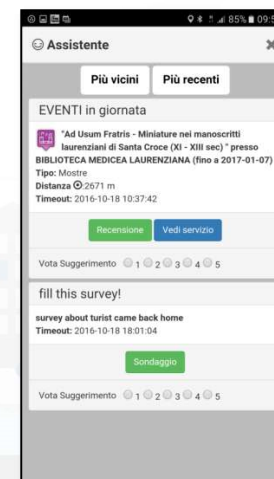 85% 09:5
Assistente
Più vicini Più recenti
EVENTI in giornata
"Ad Usum Fratris - Miniature nei manoscritti
laurenziani di Santa Croce (XI - XIII sec) " presso
BIBLIOTECA MEDICEA LAURENZIANA (fino a 2017-01-07)
Tipo: Mostre
Distanza :2671 m
Timeout: 2016-10-18 10:37:42
Recensione Vedi servizio
Vota Suggerimento 1 2 3 4 5
fill this survey!
survey about turist came back home
Timeout: 2016-10-18 18:01:04
Sondaggio
Vota Suggerimento 1 2 3 4 5